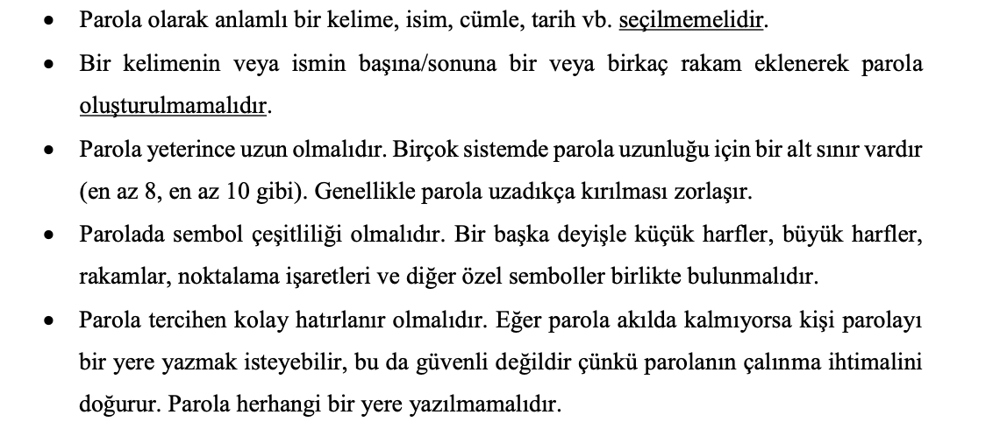 • Parola olarak anlamlı bir kelime, isim, cümle, tarih vb. seçilmemelidir.
• Bir kelimenin veya ismin başına/sonuna bir veya birkaç rakam eklenerek parola
oluşturulmamalıdır.
• Parola yeterince uzun olmalıdır. Birçok sistemde parola uzunluğu için bir alt sınır vardır
(en az 8, en az 10 gibi). Genellikle parola uzadıkça kırılması zorlaşır.
• Parolada sembol çeşitliliği olmalıdır. Bir başka deyişle küçük harfler, büyük harfler,
rakamlar, noktalama işaretleri ve diğer özel semboller birlikte bulunmalıdır.
• Parola tercihen kolay hatırlanır olmalıdır. Eğer parola akılda kalmıyorsa kişi parolayı
bir yere yazmak isteyebilir, bu da güvenli değildir çünkü parolanın çalınma ihtimalini
doğurur. Parola herhangi bir yere yazılmamalıdır.